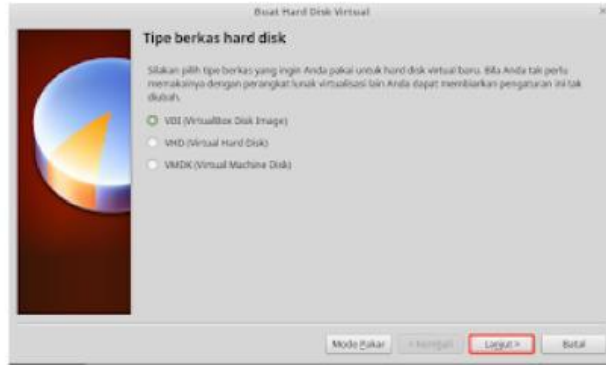 Buat Hard Disk Virtual
Tipe berkas hard disk
Silakan pilih tipe berkas yang ingin Anda pakai untuk hard disk virtual baru. Bila Anda tak perlu
memakainya dengan perangkat lunak virtualisasi lain Anda dapat membiarkan pengaturan ini tak
diubah.
VDI (VirtualBox Disk Image)
VHD (Virtual Hard Disk)
VMDK (Virtual Machine Disk)
Mode Pakar < Kembali Lanjut > Batal